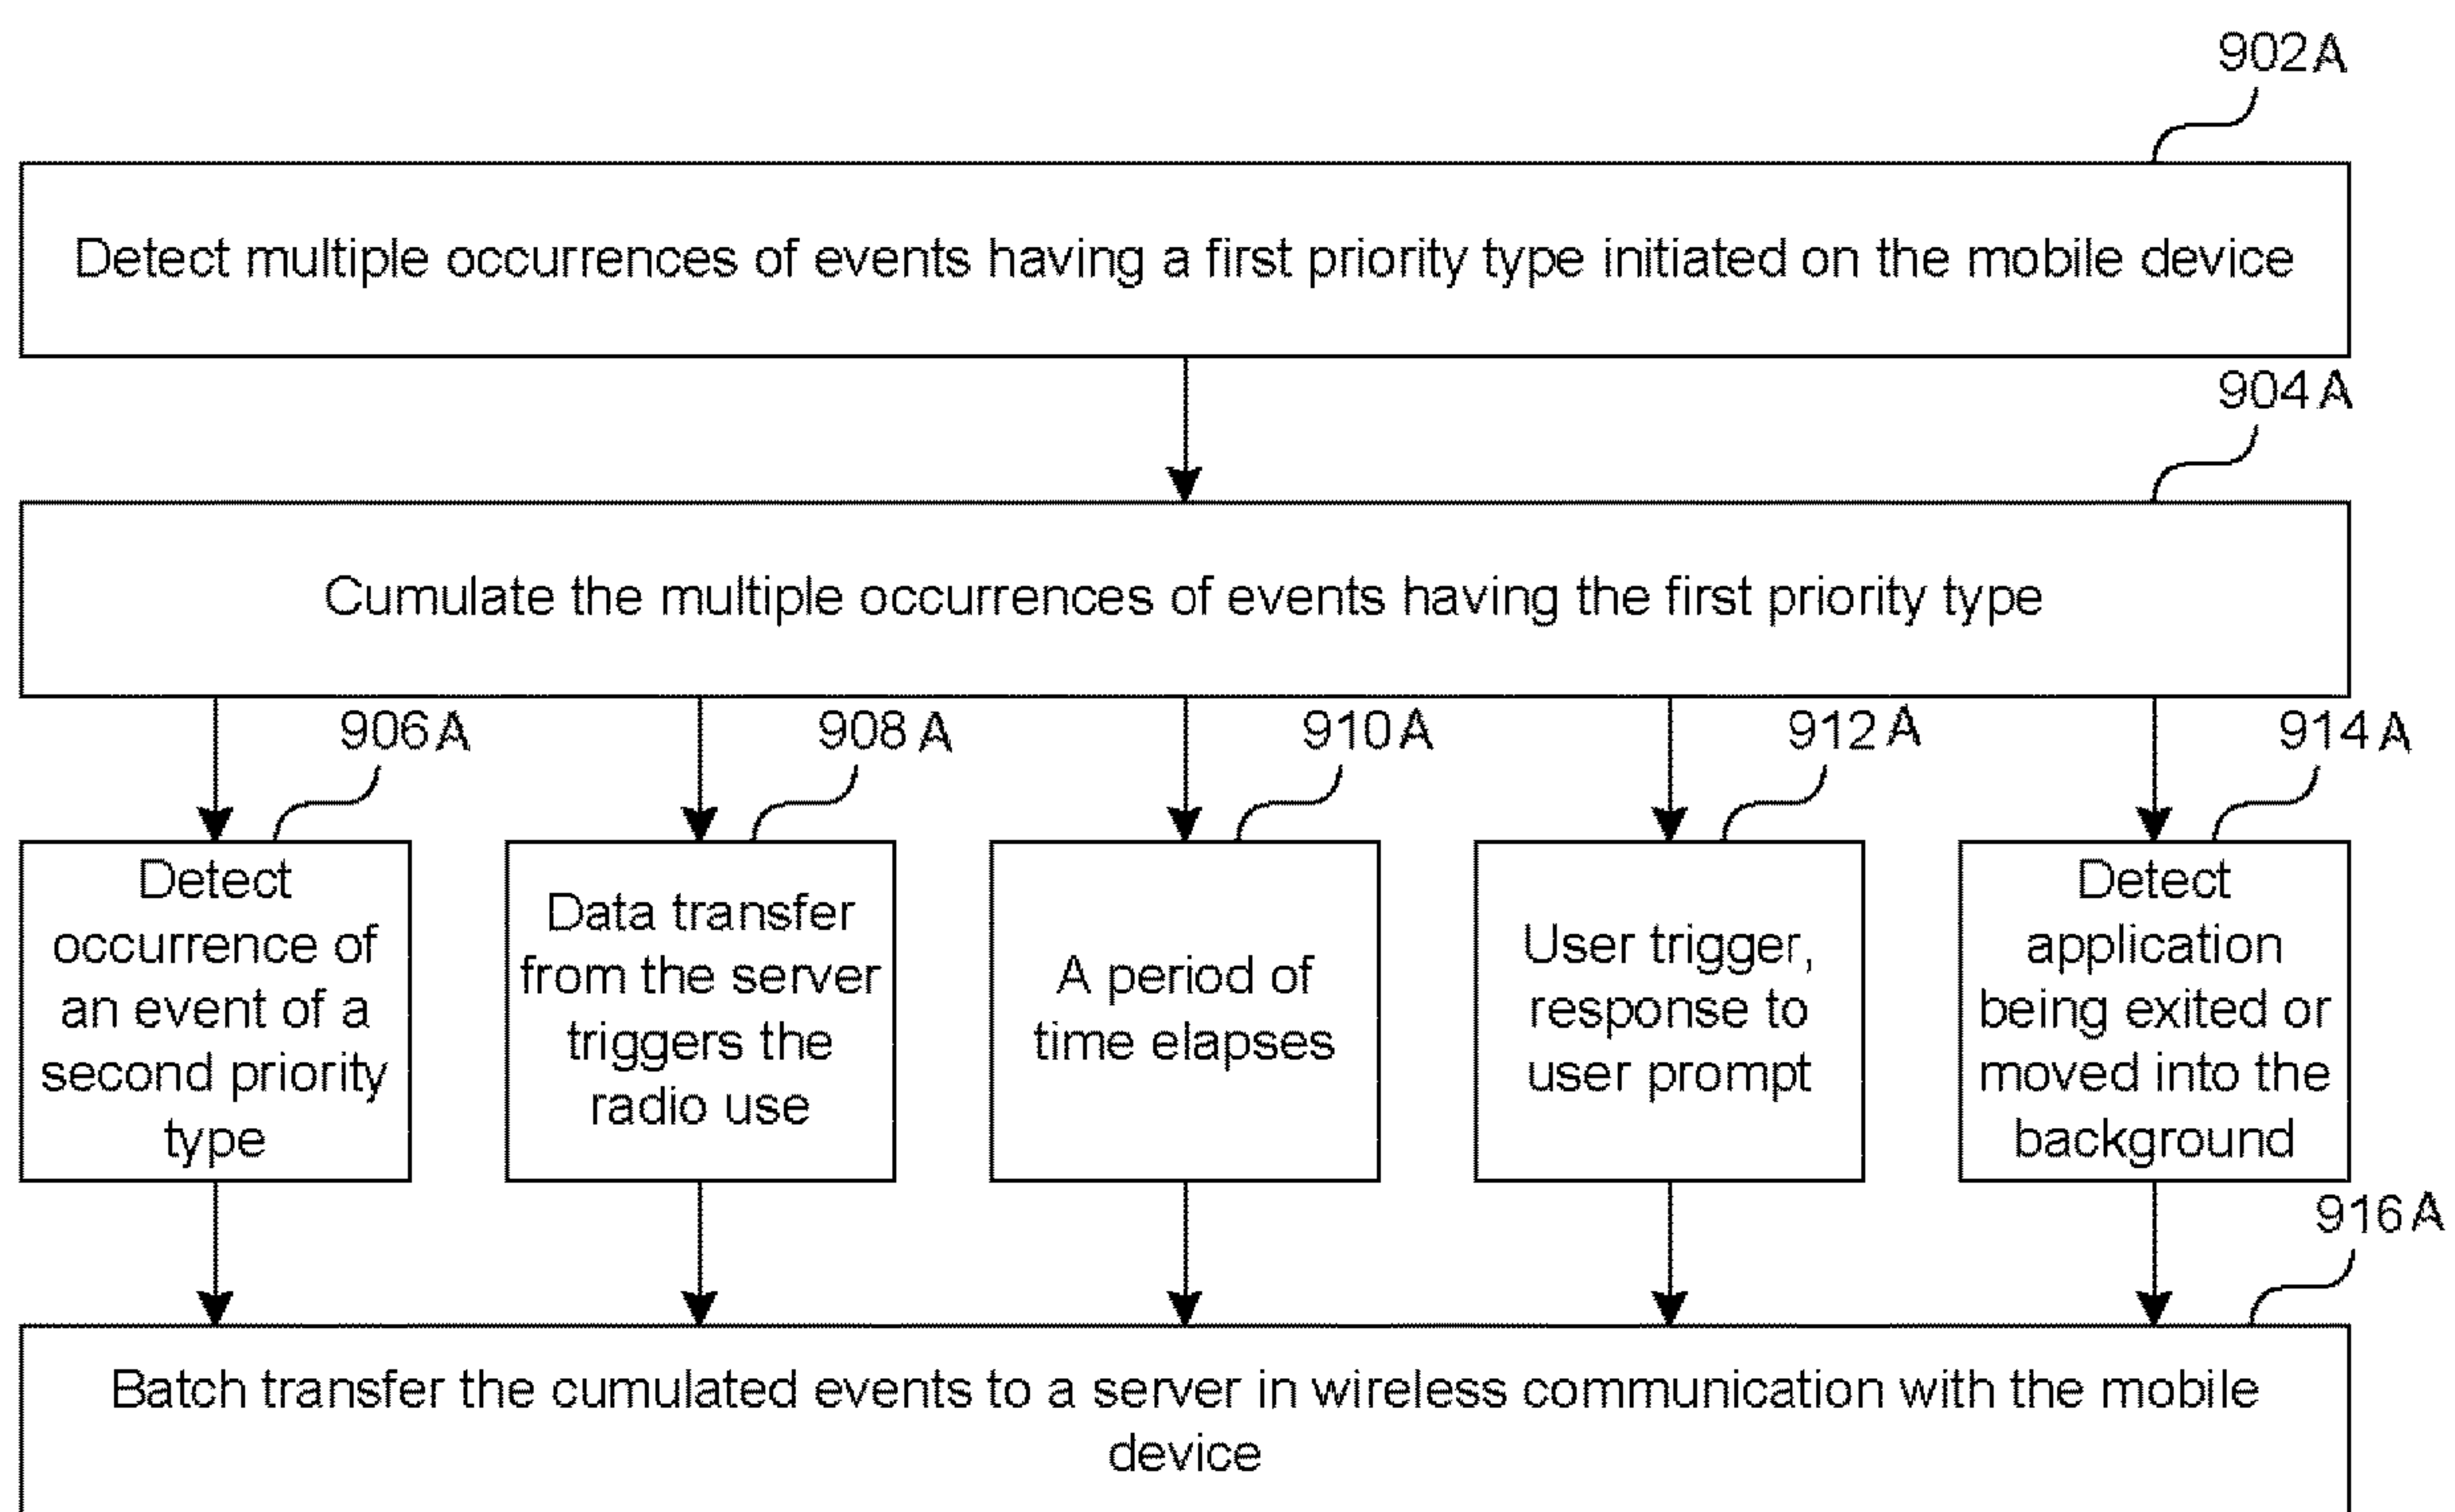 902A
Detect multiple occurrences of events having a first priority type initiated on the mobile device
904A
Cumulate the multiple occurrences of events having the first priority type
906A
Detect
occurrence of
an event of a
second priority
type
908A
Data transfer
from the server
triggers the
radio use
910A
A period of
time elapses
912A
User trigger,
response to
user prompt
914A
Detect
application
being exited or
moved into the
background
916A
Batch transfer the cumulated events to a server in wireless communication with the mobile
device